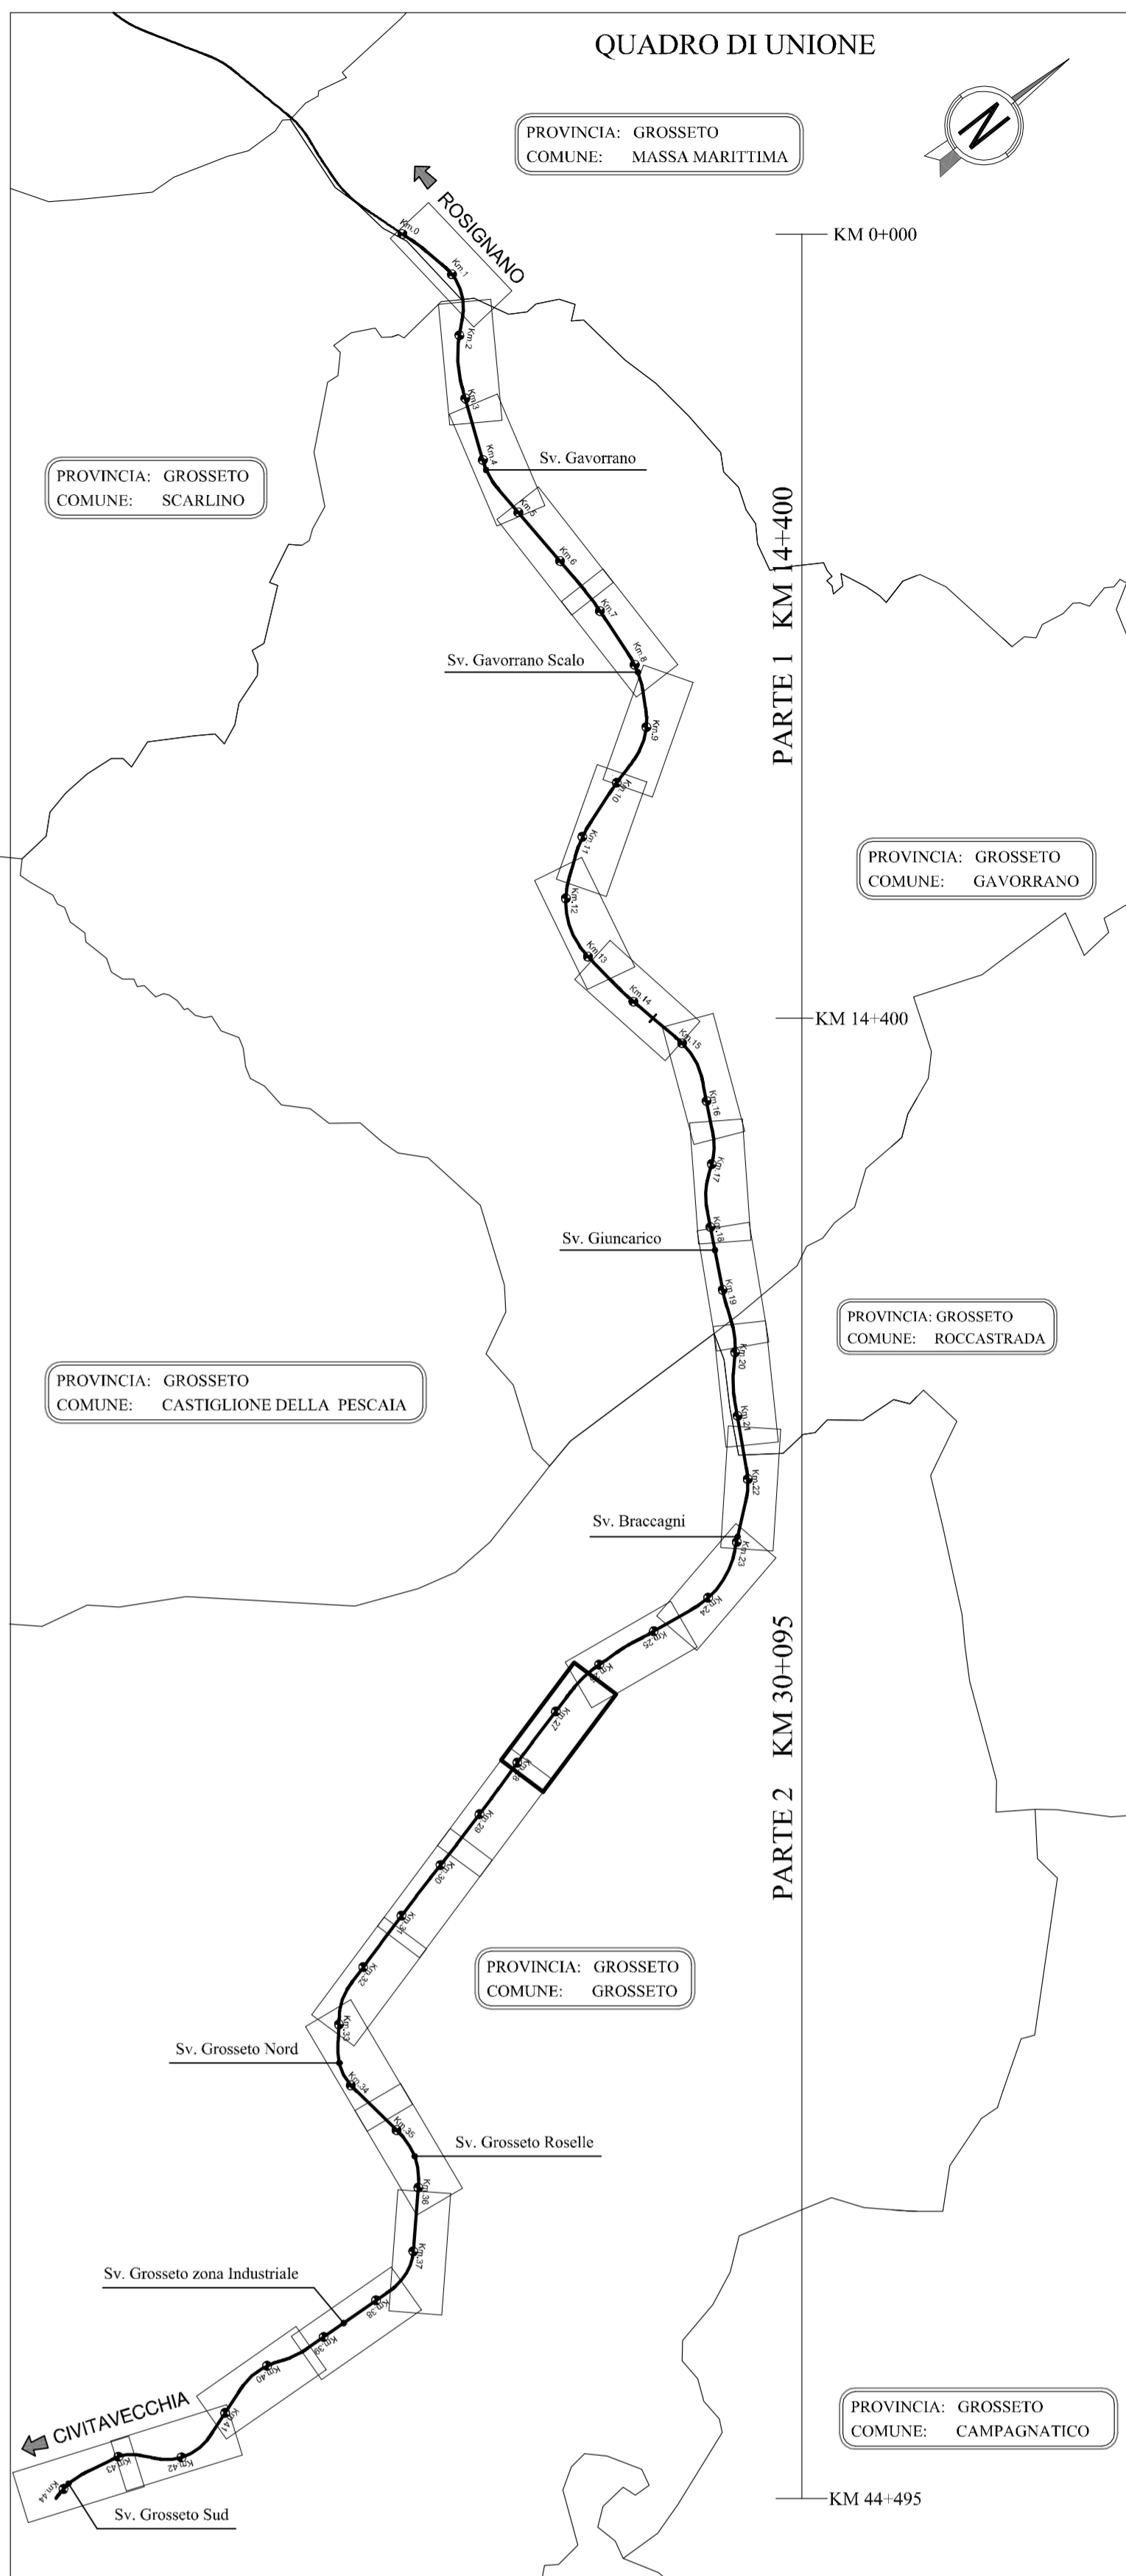 QUADRO DI UNIONE
N
PROVINCIA: GROSSETO
COMUNE: MASSA MARITTIMA
ROSIGNANO
KM 0+000
Km.0
Km.1
Km.2
Km.3
PROVINCIA: GROSSETO
COMUNE: SCARLINO
Km.4
Sv. Gavorrano
Km.5
Km.6
Km.7
PARTE 1 KM 14+400
Km.8
Sv. Gavorrano Scalo
Km.9
Km.10
Km.11
PROVINCIA: GROSSETO
COMUNE: GAVORRANO
Km.12
Km.13
Km.14
KM 14+400
Km.15
Km.16
Km.17
Km.18
Sv. Giuncarico
Km.19
PROVINCIA: GROSSETO
COMUNE: ROCCASTRADA
Km.20
PROVINCIA: GROSSETO
COMUNE: CASTIGLIONE DELLA PESCAIA
Km.21
Km.22
Sv. Braccagni
Km.23
Km.24
Km.25
Km.26
Km.27
PARTE 2 KM 30+095
Km.28
Km.29
Km.30
Km.31
Km.32
PROVINCIA: GROSSETO
COMUNE: GROSSETO
Km.33
Sv. Grosseto Nord
Km.34
Km.35
Sv. Grosseto Roselle
Km.36
Km.37
Sv. Grosseto zona Industriale
Km.38
Km.39
Km.40
CIVITAVECCHIA
Km.41
PROVINCIA: GROSSETO
COMUNE: CAMPAGNATICO
Km.42
Km.43
Km.44
KM 44+495
Sv. Grosseto Sud